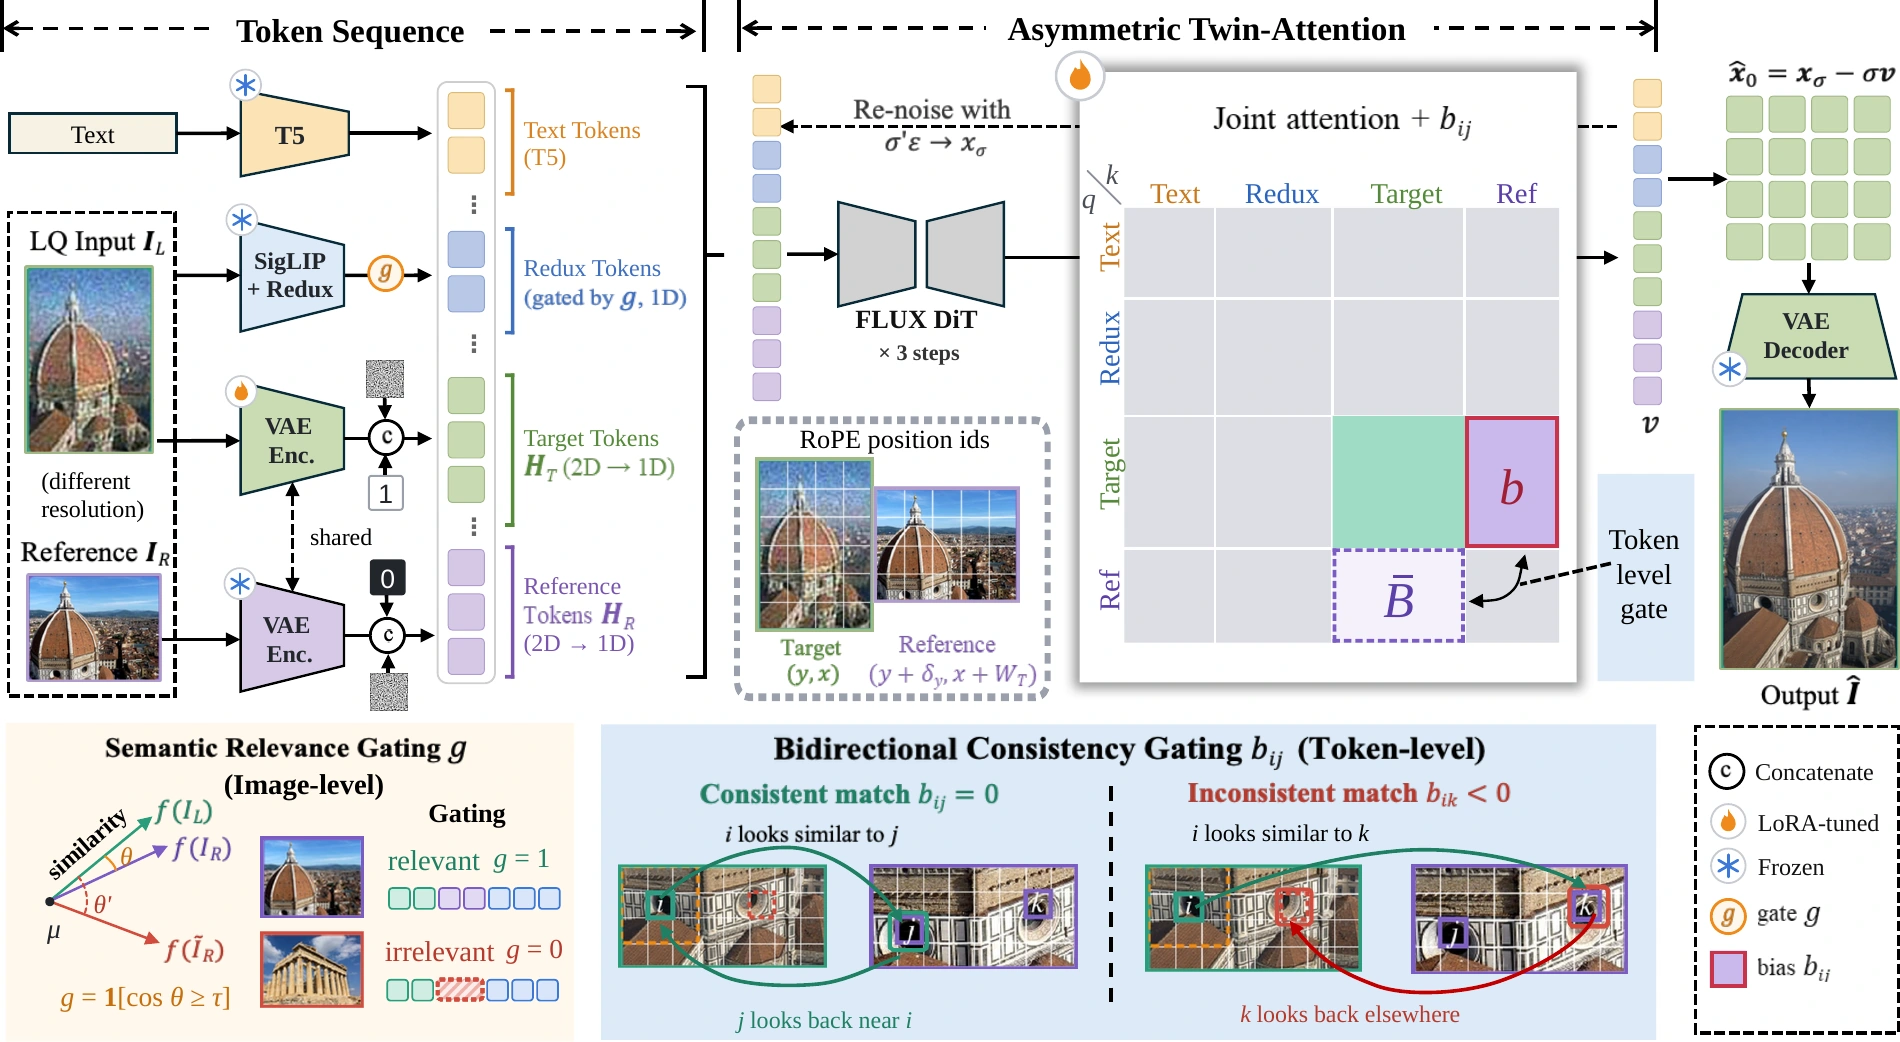 Token Sequence
Asymmetric Twin-Attention
Text
T5
Text Tokens
(T5)
LQ Input I_L
SigLIP
+ Redux
g
Redux Tokens
(gated by g, 1D)
(different
resolution)
VAE
Enc.
c
1
Target Tokens
H_T (2D → 1D)
shared
Reference I_R
VAE
Enc.
0
c
Reference
Tokens H_R
(2D → 1D)
Re-noise with
σ'ε → x_σ
FLUX DiT
× 3 steps
RoPE position ids
Target
(y, x)
Reference
(y + δ_y, x + W_T)
Joint attention + b_ij
k
q
Text
Redux
Target
Ref
Text
Redux
Target
Ref
b
B̄
Token
level
gate
v
x̂_0 = x_σ − σv
VAE
Decoder
Output Î
Semantic Relevance Gating g
(Image-level)
similarity
f(I_L)
f(I_R)
θ
θ'
μ
f(Ĩ_R)
g = 1[cos θ ≥ τ]
Gating
relevant g = 1
irrelevant g = 0
Bidirectional Consistency Gating b_ij (Token-level)
Consistent match b_ij = 0
i looks similar to j
i
j
k
j looks back near i
Inconsistent match b_ik < 0
i looks similar to k
i
j
k
k looks back elsewhere
c Concatenate
LoRA-tuned
Frozen
g gate g
bias b_ij